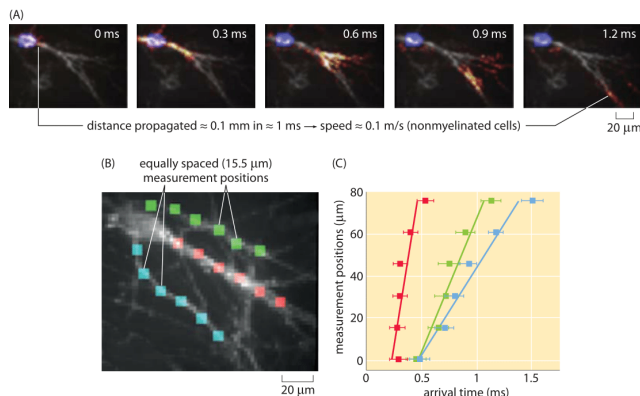 (A)
0 ms
0.3 ms
0.6 ms
0.9 ms
1.2 ms
distance propagated ≈ 0.1 mm in ≈ 1 ms → speed ≈ 0.1 m/s (nonmyelinated cells)
20 μm
(B)
equally spaced (15.5 μm)
measurement positions
20 μm
(C)
measurement positions (μm)
80
60
40
20
0
0
0.5
1
1.5
arrival time (ms)